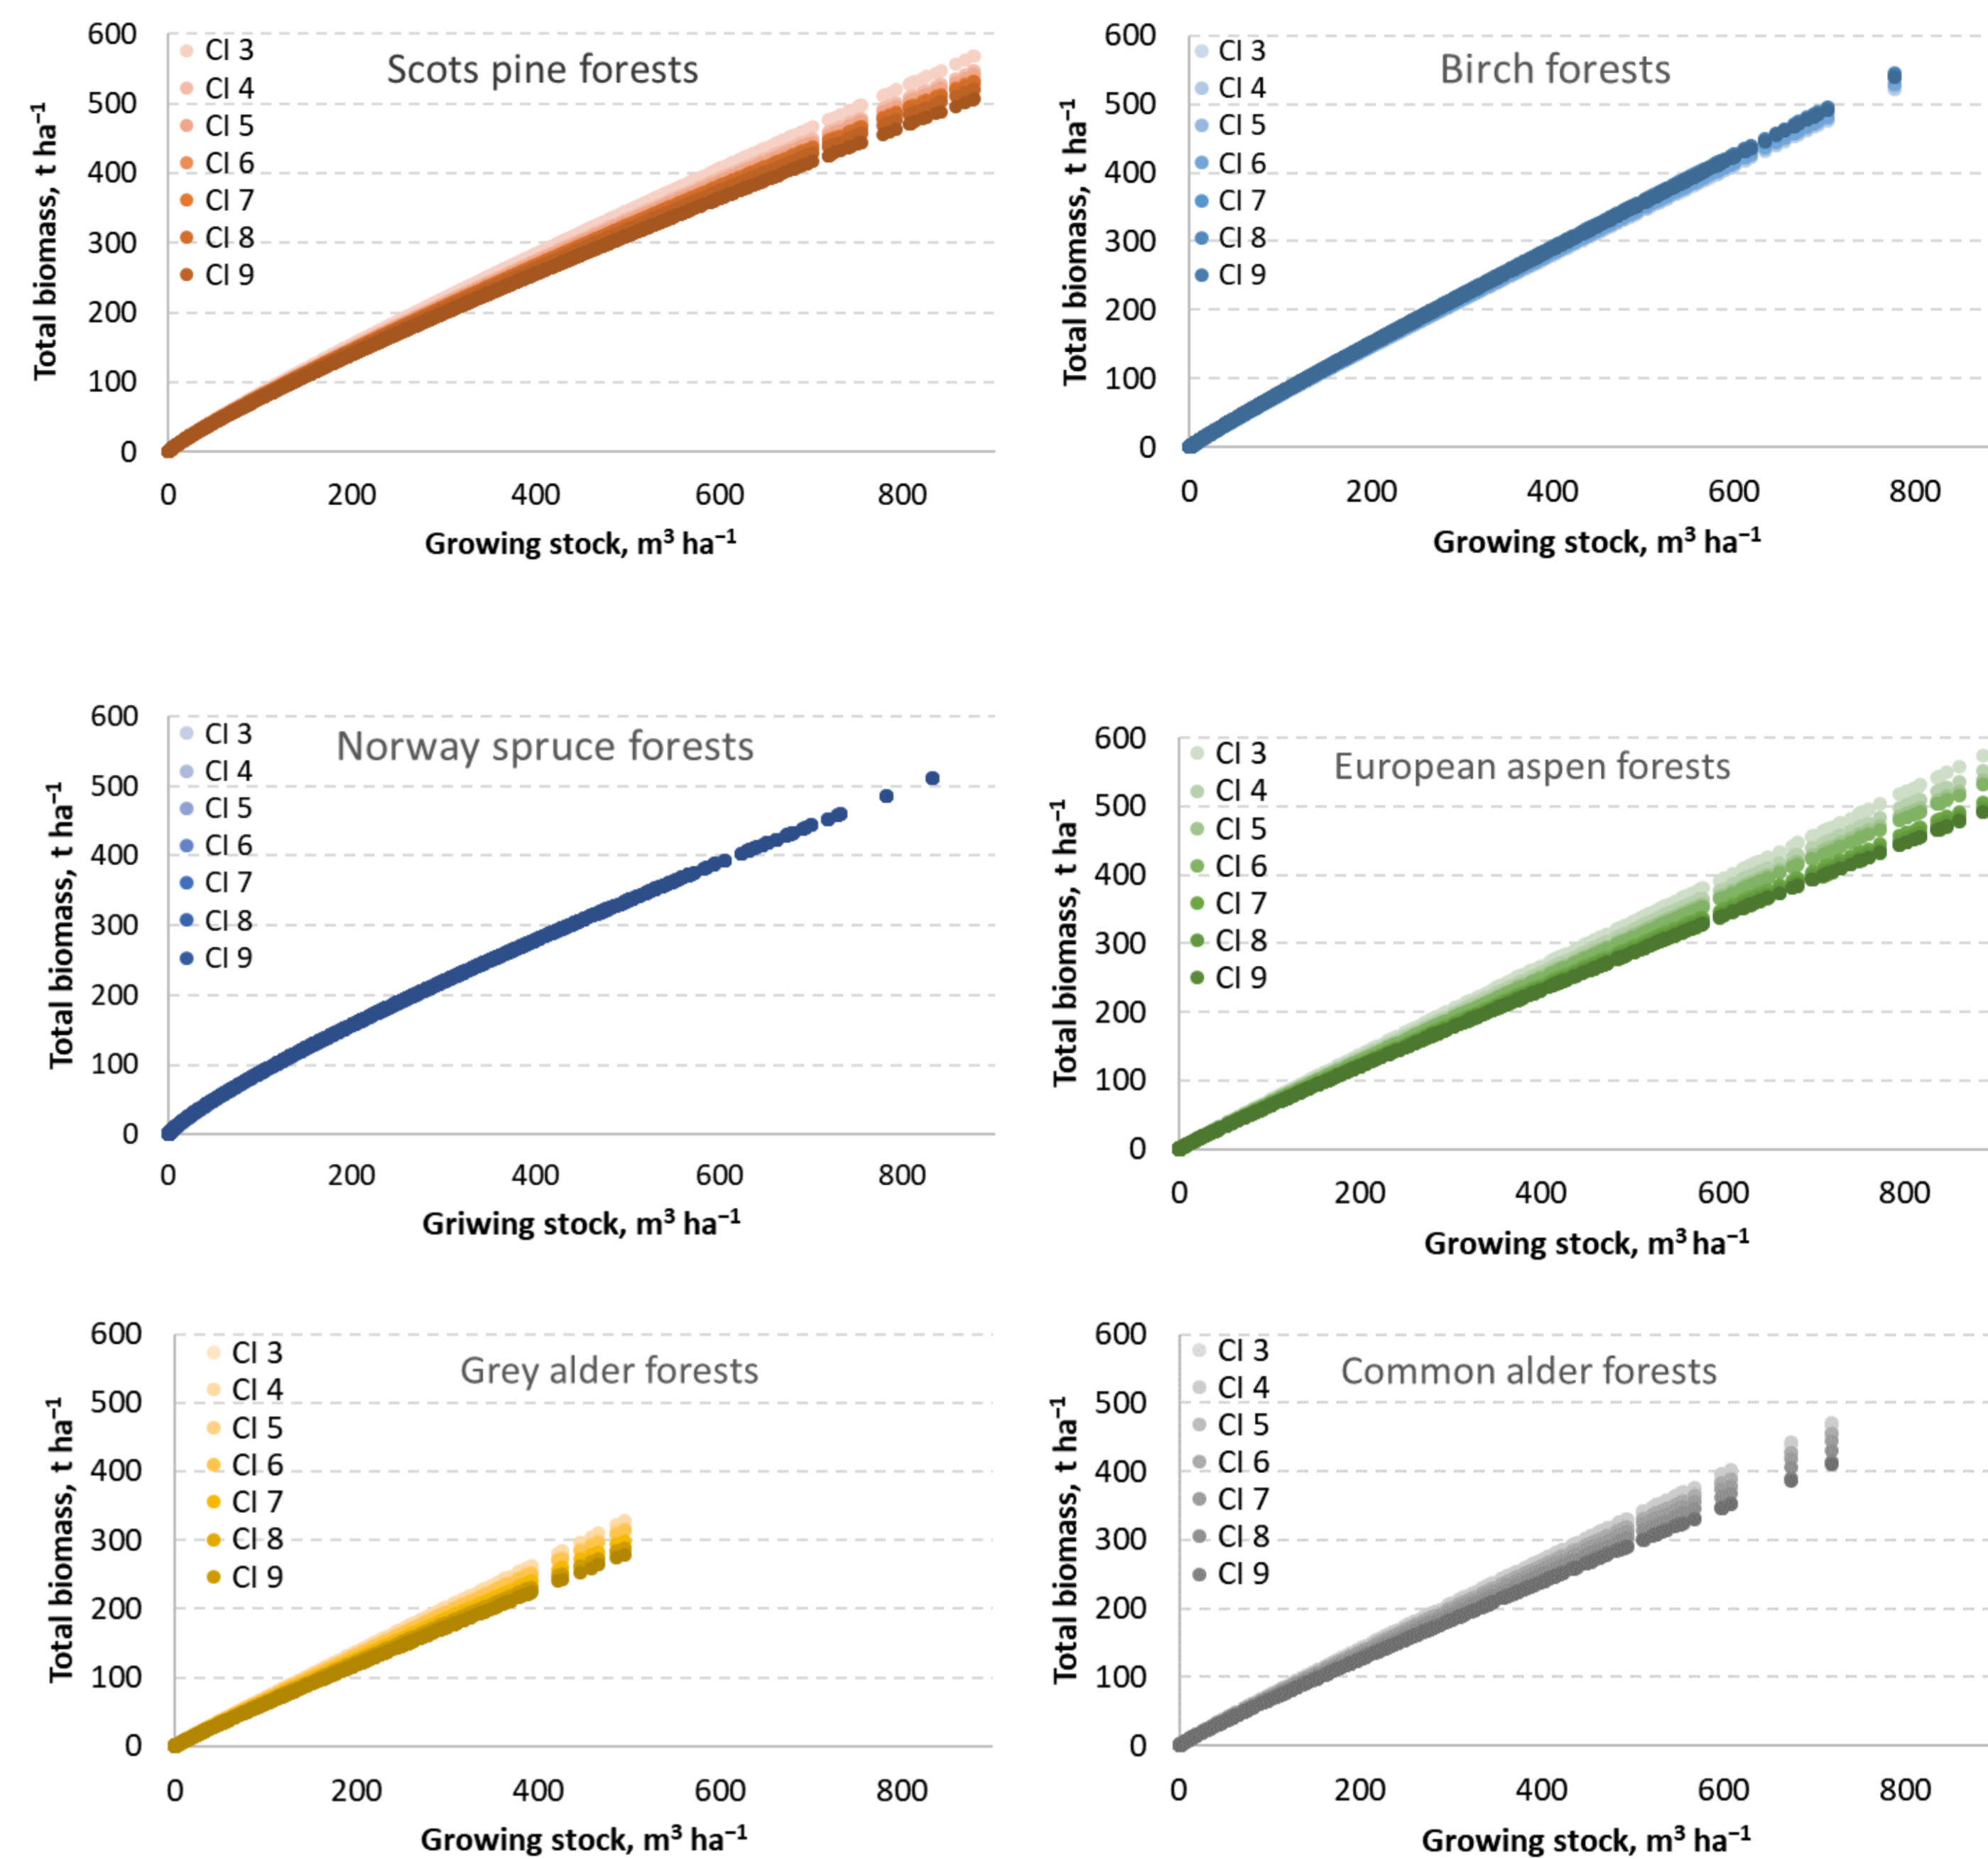 Scots pine forests
Total biomass, t ha⁻¹
600
500
400
300
200
100
0
Cl 3
Cl 4
Cl 5
Cl 6
Cl 7
Cl 8
Cl 9
0 200 400 600 800
Growing stock, m³ ha⁻¹
Birch forests
Total biomass, t ha⁻¹
600
500
400
300
200
100
0
Cl 3
Cl 4
Cl 5
Cl 6
Cl 7
Cl 8
Cl 9
0 200 400 600 800
Growing stock, m³ ha⁻¹
Norway spruce forests
Total biomass, t ha⁻¹
600
500
400
300
200
100
0
Cl 3
Cl 4
Cl 5
Cl 6
Cl 7
Cl 8
Cl 9
0 200 400 600 800
Griwing stock, m³ ha⁻¹
European aspen forests
Total biomass, t ha⁻¹
600
500
400
300
200
100
0
Cl 3
Cl 4
Cl 5
Cl 6
Cl 7
Cl 8
Cl 9
0 200 400 600 800
Growing stock, m³ ha⁻¹
Grey alder forests
Total biomass, t ha⁻¹
600
500
400
300
200
100
0
Cl 3
Cl 4
Cl 5
Cl 6
Cl 7
Cl 8
Cl 9
0 200 400 600 800
Growing stock, m³ ha⁻¹
Common alder forests
Total biomass, t ha⁻¹
600
500
400
300
200
100
0
Cl 3
Cl 4
Cl 5
Cl 6
Cl 7
Cl 8
Cl 9
0 200 400 600 800
Growing stock, m³ ha⁻¹